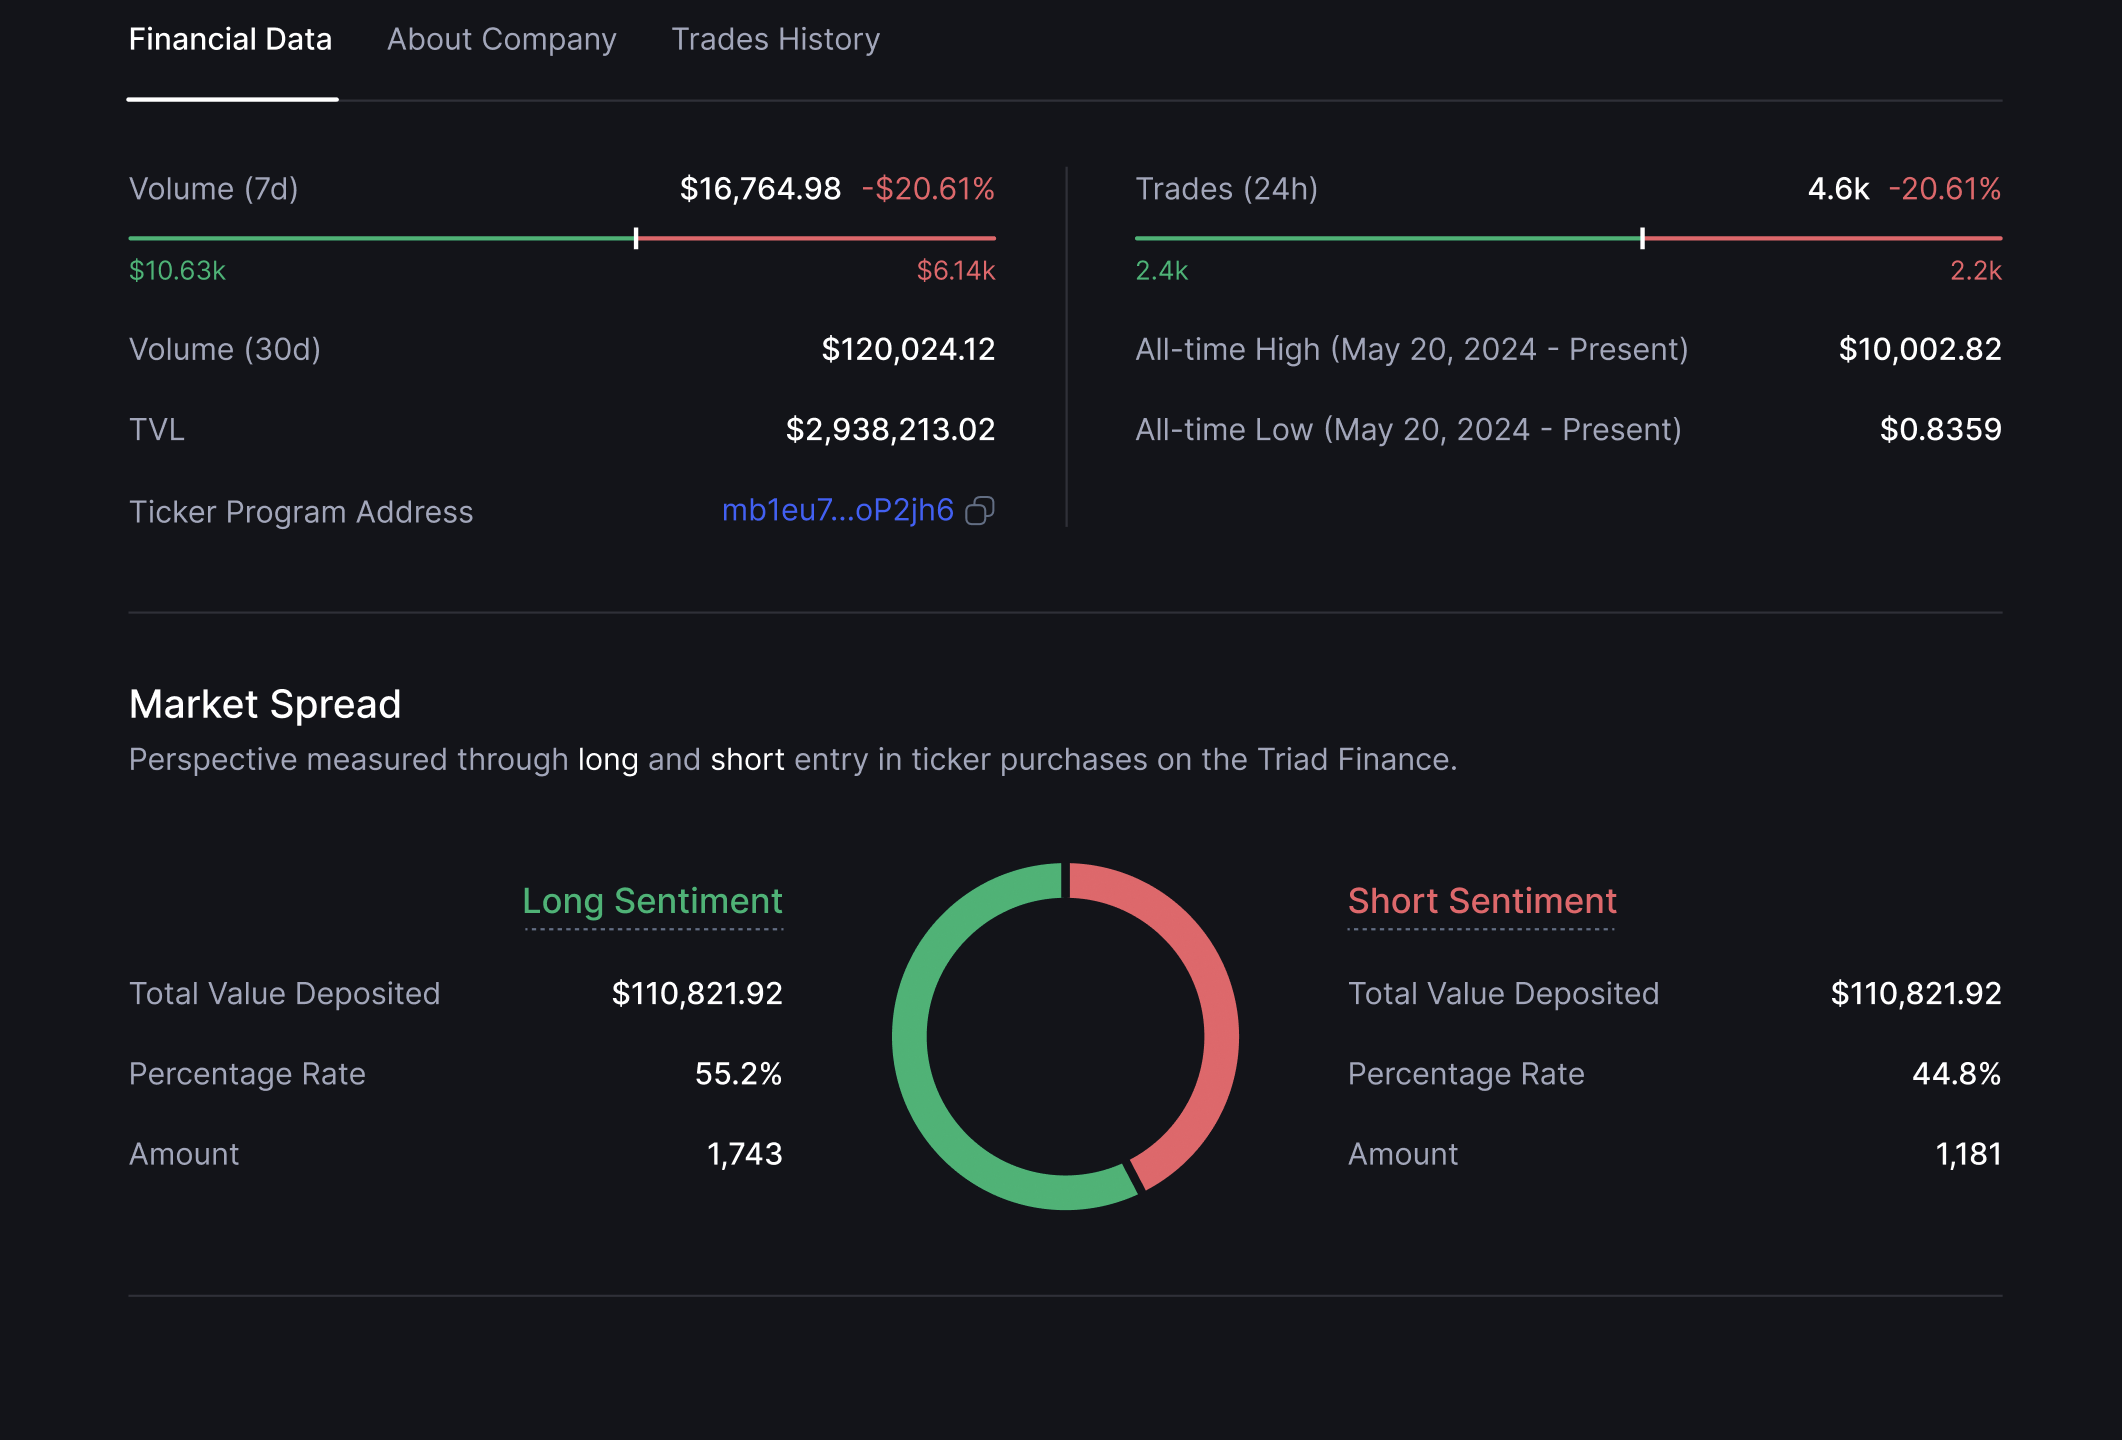 Financial Data About Company Trades History
Volume (7d) $16,764.98 -$20.61%
$10.63k $6.14k
Volume (30d) $120,024.12
TVL $2,938,213.02
Ticker Program Address mb1eu7...oP2jh6
Trades (24h) 4.6k -20.61%
2.4k 2.2k
All-time High (May 20, 2024 - Present) $10,002.82
All-time Low (May 20, 2024 - Present) $0.8359
Market Spread
Perspective measured through long and short entry in ticker purchases on the Triad Finance.
Long Sentiment
Total Value Deposited $110,821.92
Percentage Rate 55.2%
Amount 1,743
Short Sentiment
Total Value Deposited $110,821.92
Percentage Rate 44.8%
Amount 1,181